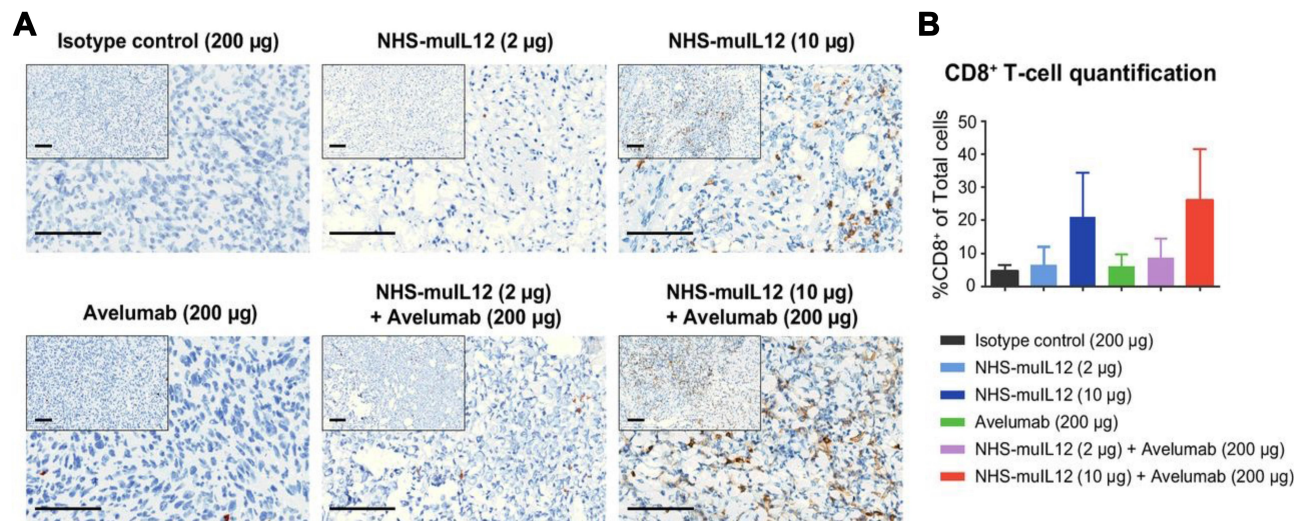 A
Isotype control (200 µg)
NHS-muIL12 (2 µg)
NHS-muIL12 (10 µg)
Avelumab (200 µg)
NHS-muIL12 (2 µg)
+ Avelumab (200 µg)
NHS-muIL12 (10 µg)
+ Avelumab (200 µg)
B
CD8⁺ T-cell quantification
%CD8⁺ of Total cells
50
40
30
20
10
0
Isotype control (200 µg)
NHS-muIL12 (2 µg)
NHS-muIL12 (10 µg)
Avelumab (200 µg)
NHS-muIL12 (2 µg) + Avelumab (200 µg)
NHS-muIL12 (10 µg) + Avelumab (200 µg)